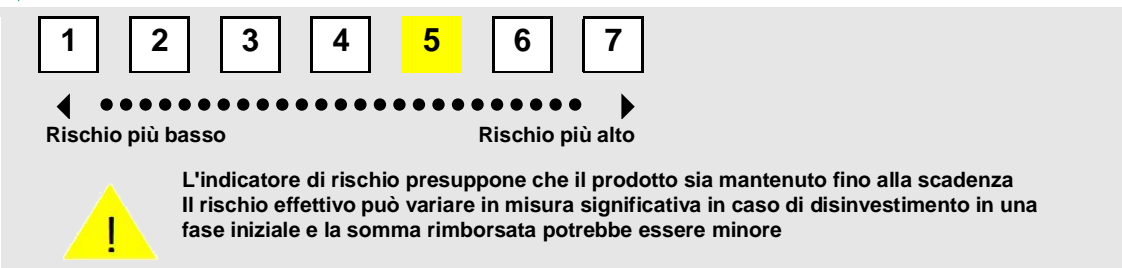 1 2 3 4 5 6 7
Rischio più basso Rischio più alto
L'indicatore di rischio presuppone che il prodotto sia mantenuto fino alla scadenza
Il rischio effettivo può variare in misura significativa in caso di disinvestimento in una
fase iniziale e la somma rimborsata potrebbe essere minore
!